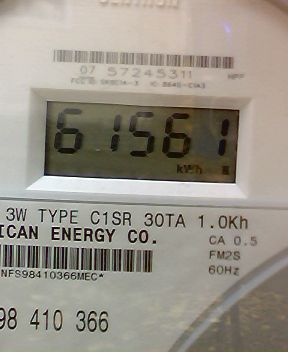 07 57245311 HPF
61561
kWh
3W TYPE C1SR 30TA 1.0Kh
ICAN ENERGY CO.
CA 0.5
FM2S
60Hz
NFS98410366MEC*
98 410 366